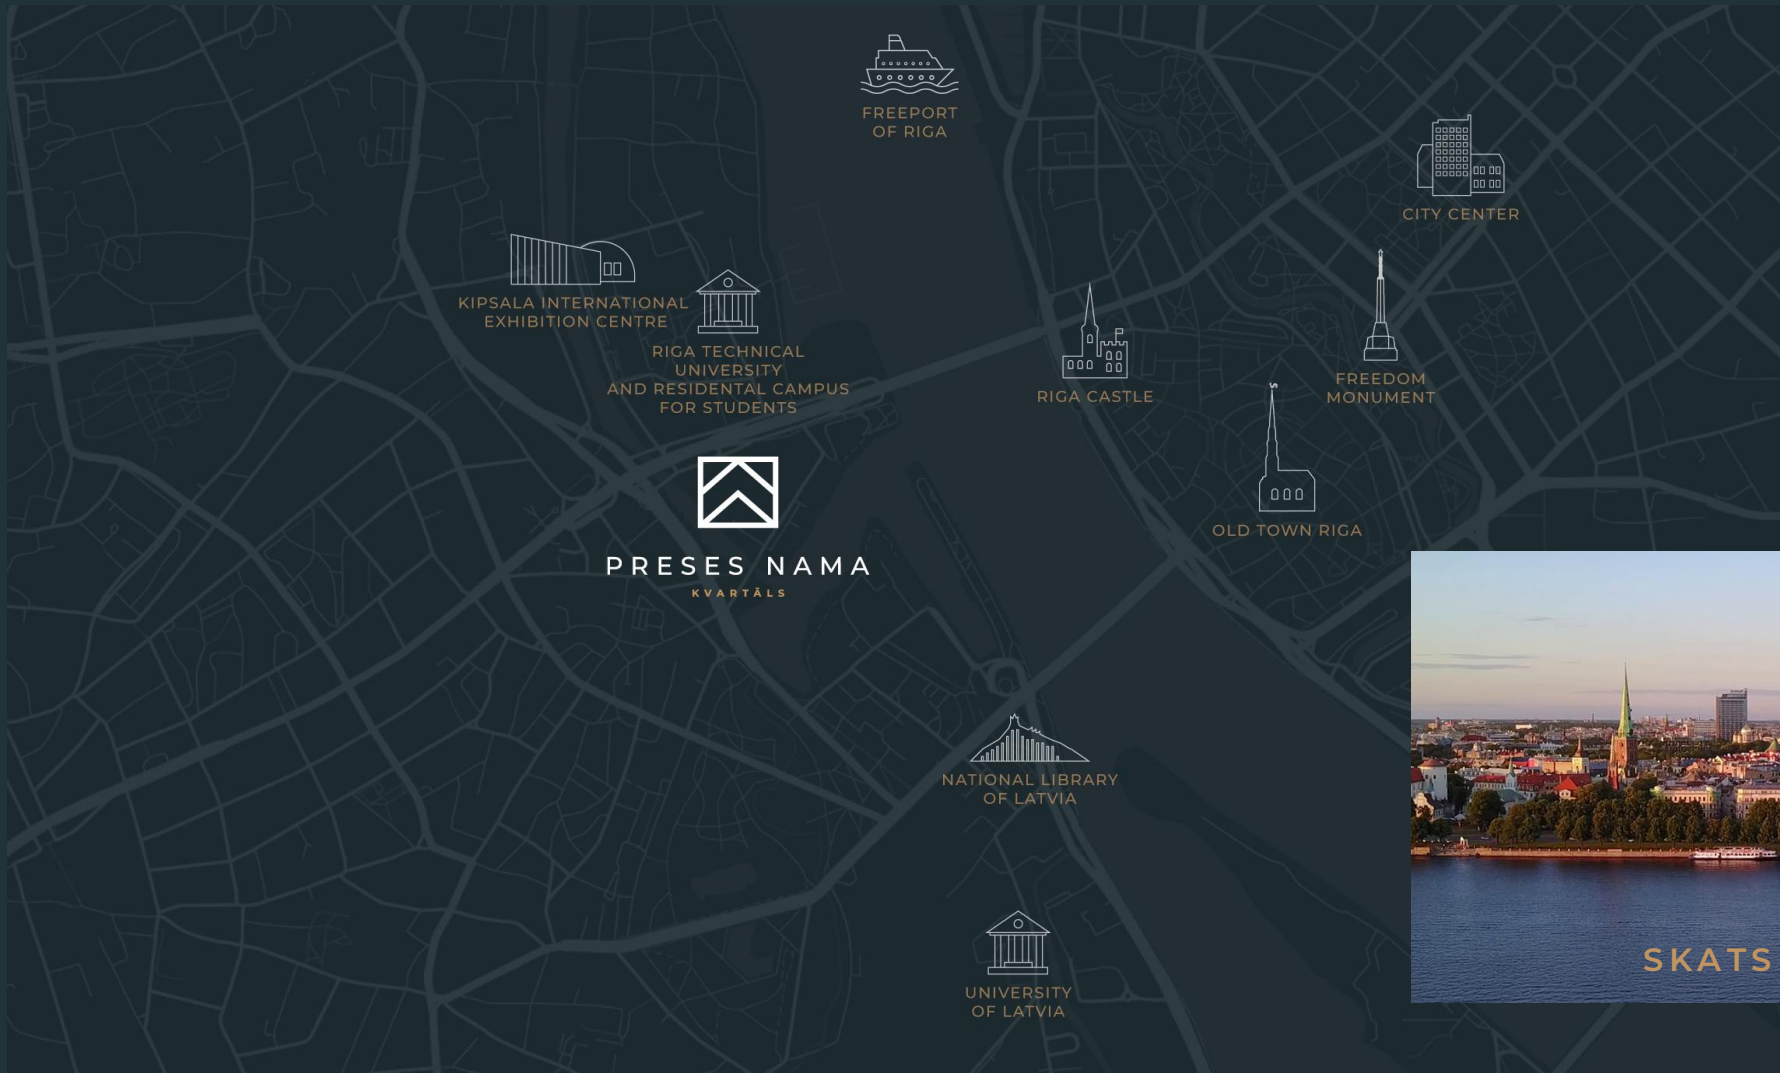 FREEPORT
OF RIGA
CITY CENTER
KIPSALA INTERNATIONAL
EXHIBITION CENTRE
RIGA TECHNICAL
UNIVERSITY
AND RESIDENTAL CAMPUS
FOR STUDENTS
RIGA CASTLE
FREEDOM
MONUMENT
OLD TOWN RIGA
PRESES NAMA
KVARTĀLS
NATIONAL LIBRARY
OF LATVIA
UNIVERSITY
OF LATVIA
SKATS